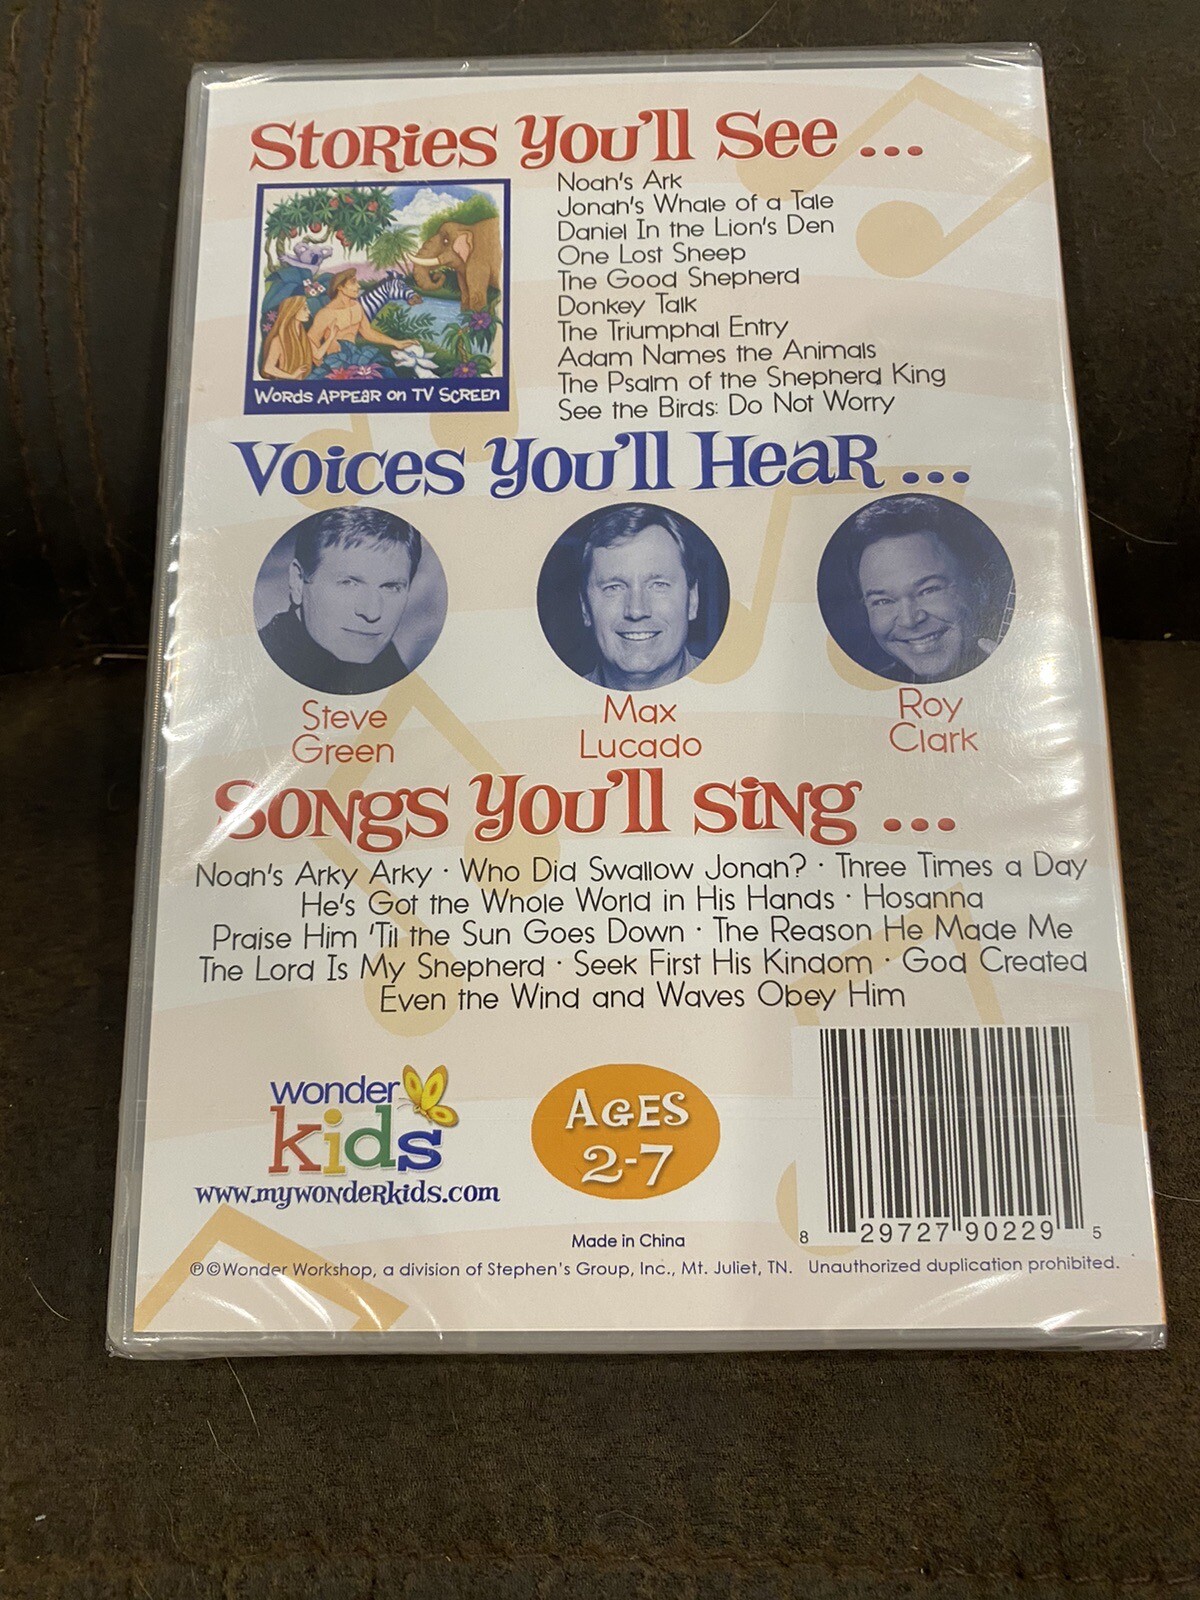 Stories You'll See ...
Noah's Ark
Jonah's Whale of a Tale
Daniel In the Lion's Den
One Lost Sheep
The Good Shepherd
Donkey Talk
The Triumphal Entry
Adam Names the Animals
The Psalm of the Shepherd King
See the Birds: Do Not Worry
Words Appear on TV Screen
Voices You'll Hear ...
Steve
Green
Max
Lucado
Roy
Clark
Songs You'll Sing ...
Noah's Arky Arky · Who Did Swallow Jonah? · Three Times a Day
He's Got the Whole World in His Hands · Hosanna
Praise Him 'Til the Sun Goes Down · The Reason He Made Me
The Lord Is My Shepherd · Seek First His Kindom · God Created
Even the Wind and Waves Obey Him
wonder
kids
www.mywonderkids.com
Ages
2-7
8 29727 90229 5
Made in China
℗©Wonder Workshop, a division of Stephen's Group, Inc., Mt. Juliet, TN. Unauthorized duplication prohibited.